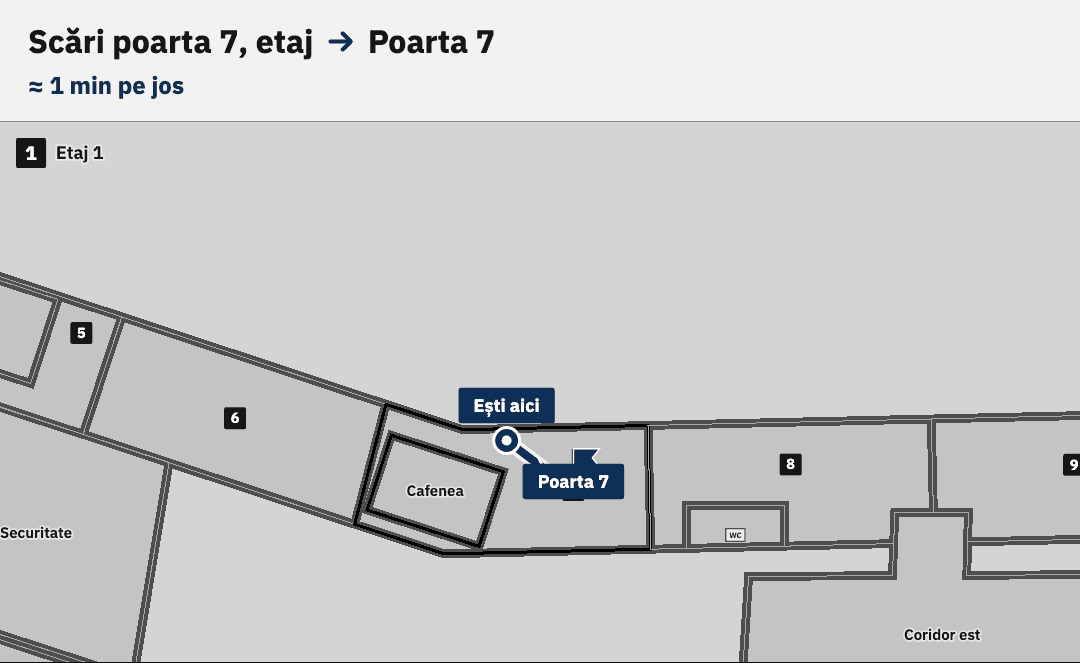 Scări poarta 7, etaj → Poarta 7
≈ 1 min pe jos
1 Etaj 1
5
6
Ești aici
Poarta 7
Cafenea
8
9
wc
Securitate
Coridor est